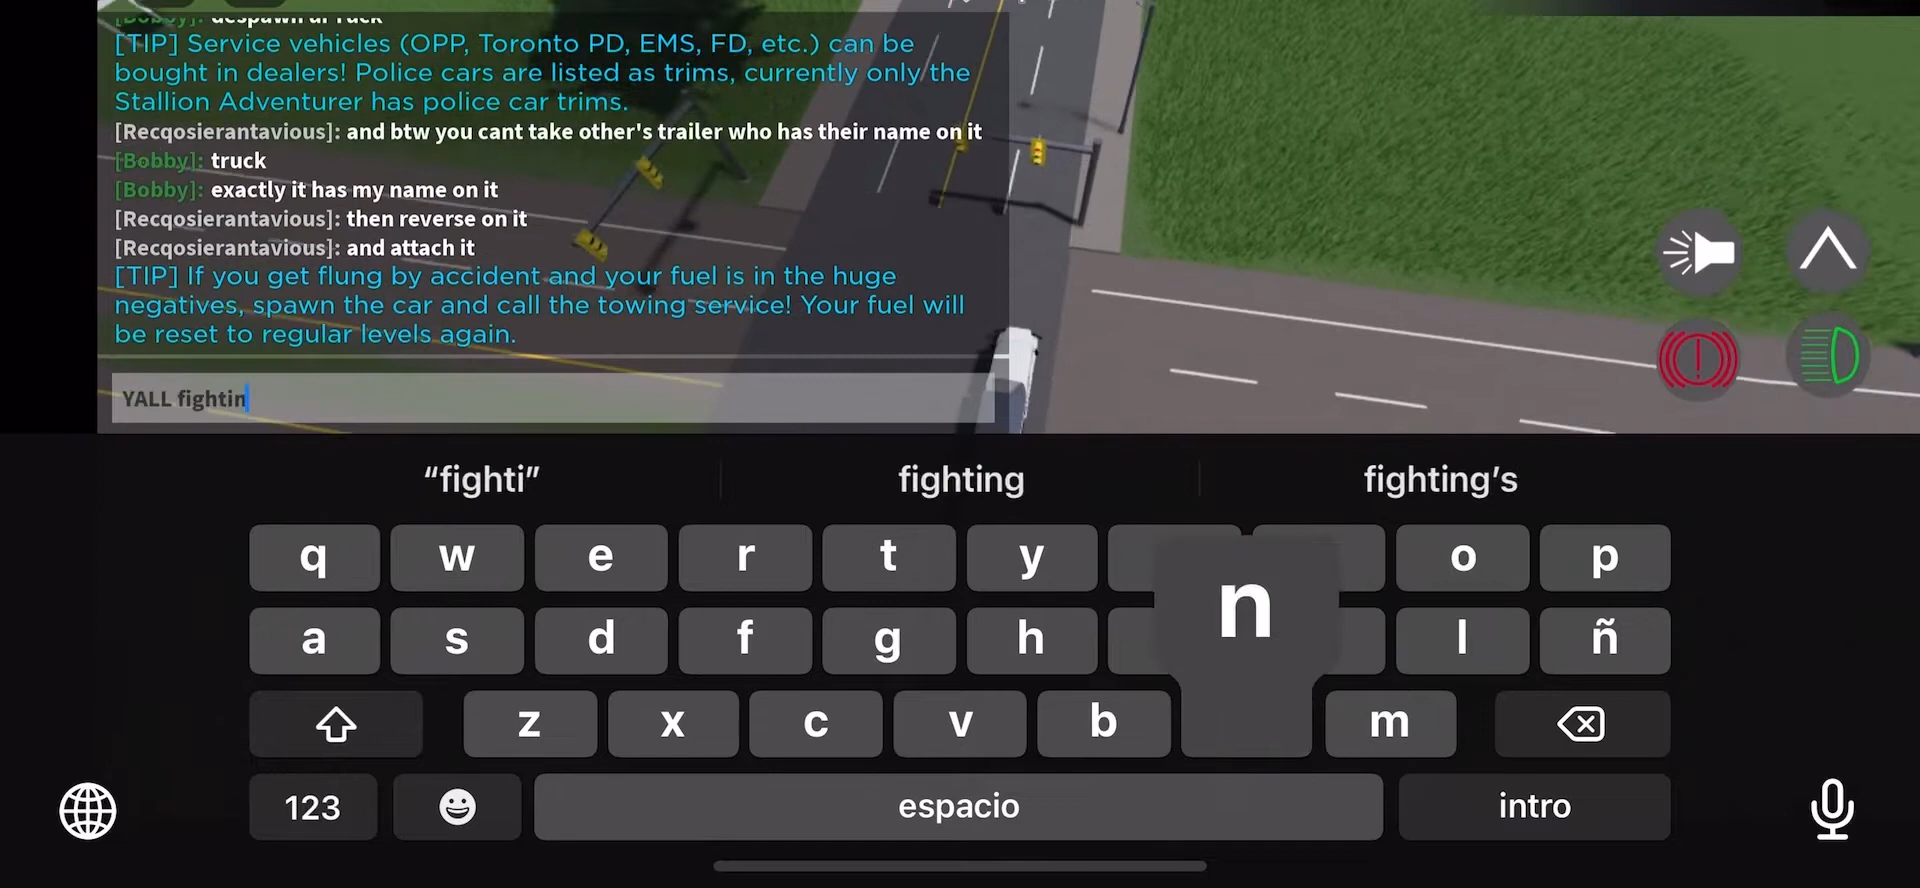 [Bobby]: despawn ur ruck
[TIP] Service vehicles (OPP, Toronto PD, EMS, FD, etc.) can be
bought in dealers! Police cars are listed as trims, currently only the
Stallion Adventurer has police car trims.
[Recqosierantavious]: and btw you cant take other's trailer who has their name on it
[Bobby]: truck
[Bobby]: exactly it has my name on it
[Recqosierantavious]: then reverse on it
[Recqosierantavious]: and attach it
[TIP] If you get flung by accident and your fuel is in the huge
negatives, spawn the car and call the towing service! Your fuel will
be reset to regular levels again.
YALL fightin
“fighti” fighting fighting’s
q w e r t y o p
n
a s d f g h l ñ
z x c v b m
123 espacio intro